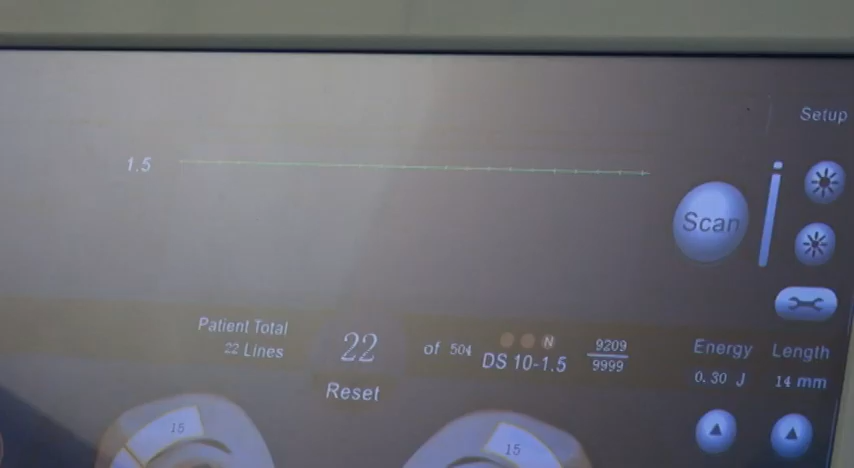 Setup
1.5
Scan
Patient Total
22 Lines
22
of 504
Reset
N
DS 10-1.5
9209
9999
Energy
0.30 J
Length
14 mm
15
15